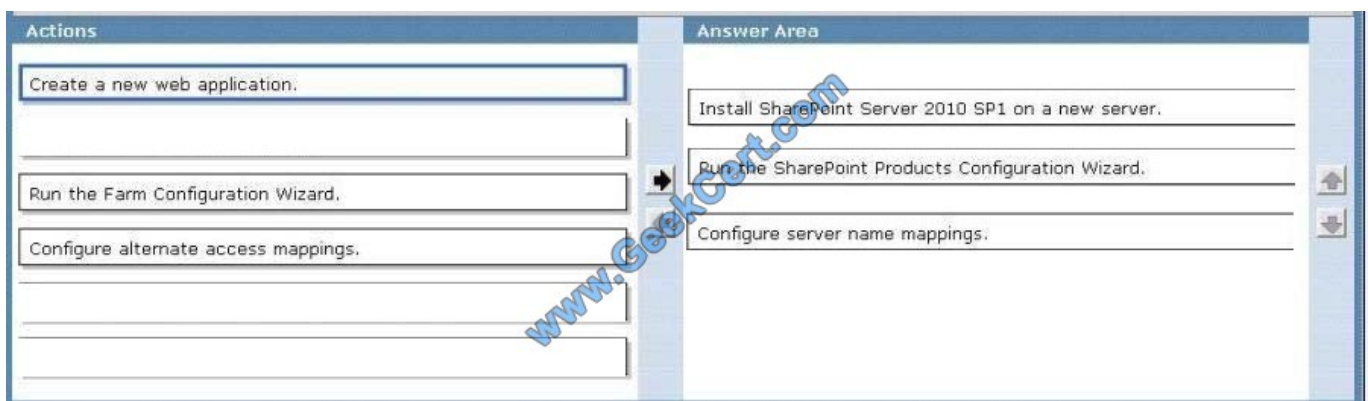 Actions
Create a new web application.
Run the Farm Configuration Wizard.
Configure alternate access mappings.
Answer Area
Install SharePoint Server 2010 SP1 on a new server.
Run the SharePoint Products Configuration Wizard.
Configure server name mappings.
www.GeekCert.com